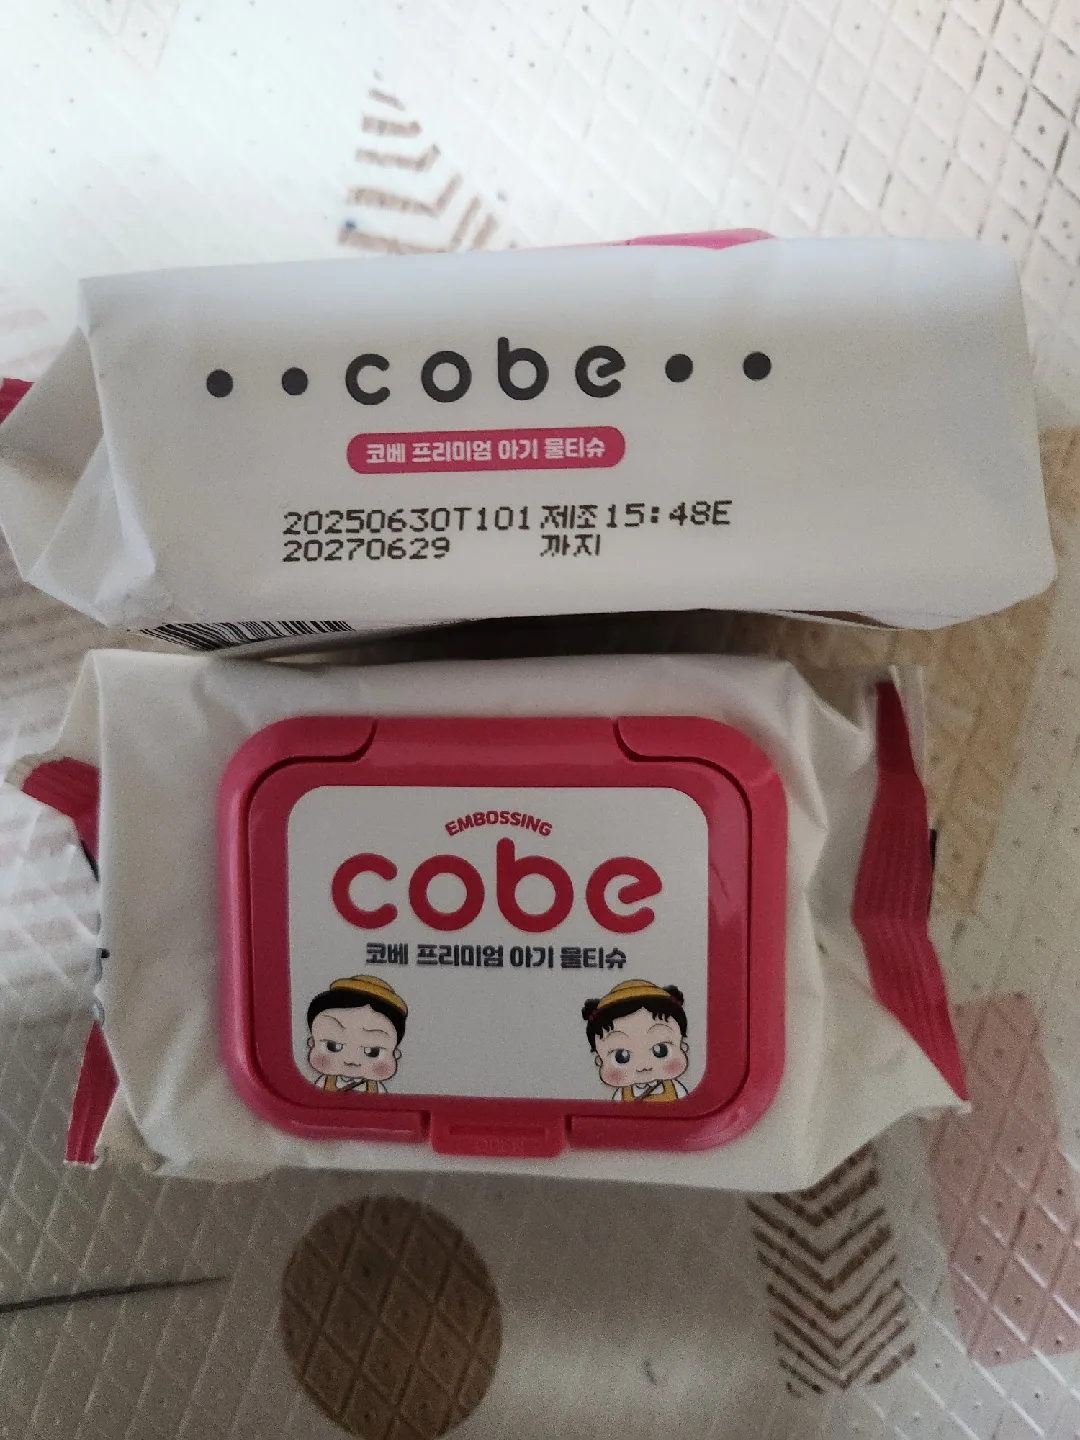 • • cobe • •
코베 프리미엄 아기 물티슈
20250630T101 제조 15:48E
20270629 까지
EMBOSSING
cobe
코베 프리미엄 아기 물티슈